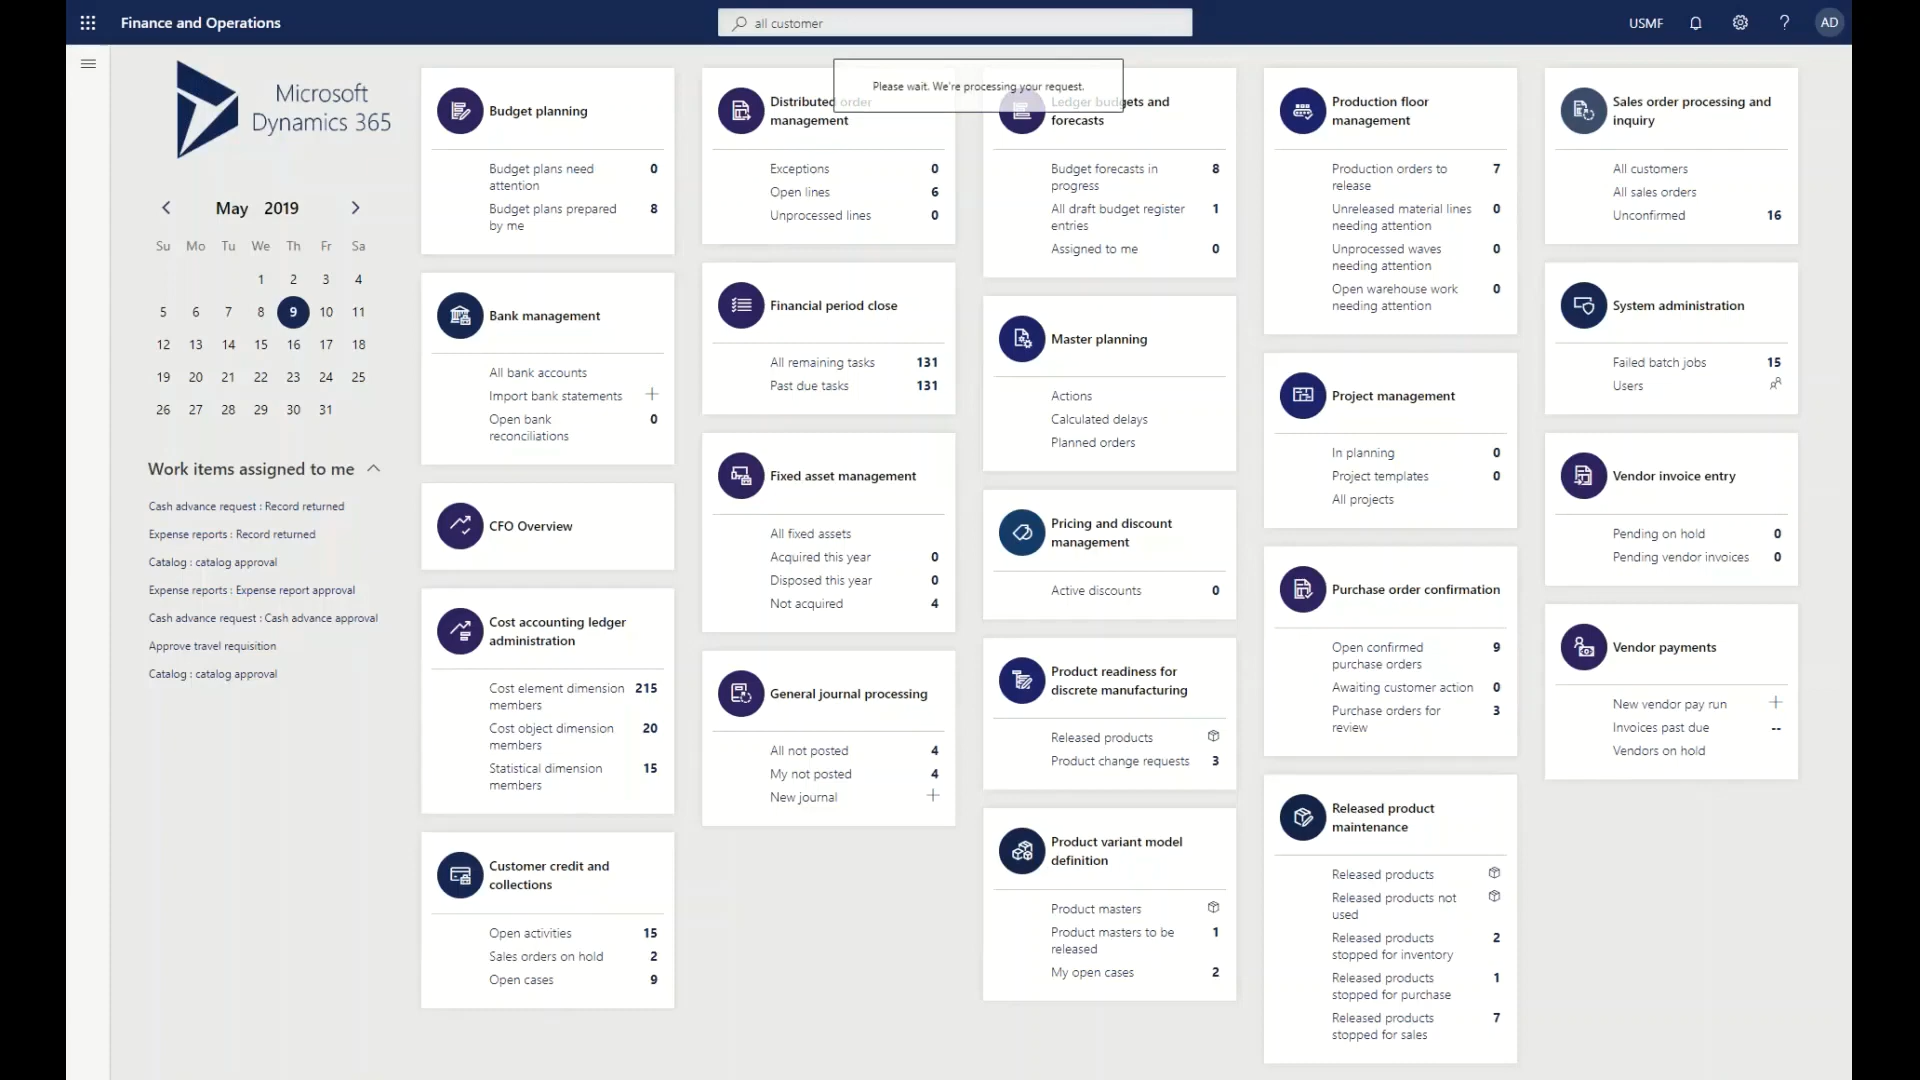 Finance and Operations
all customer
USMF
?
AD
Microsoft
Dynamics 365
May 2019
Su Mo Tu We Th Fr Sa
1 2 3 4
5 6 7 8 9 10 11
12 13 14 15 16 17 18
19 20 21 22 23 24 25
26 27 28 29 30 31
Work items assigned to me
Cash advance request : Record returned
Expense reports : Record returned
Catalog : catalog approval
Expense reports : Expense report approval
Cash advance request : Cash advance approval
Approve travel requisition
Catalog : catalog approval
Budget planning
Budget plans need 0
attention
Budget plans prepared 8
by me
Bank management
All bank accounts
Import bank statements
Open bank 0
reconciliations
CFO Overview
Cost accounting ledger
administration
Cost element dimension 215
members
Cost object dimension 20
members
Statistical dimension 15
members
Customer credit and
collections
Open activities 15
Sales orders on hold 2
Open cases 9
Please wait. We're processing your request.
Distributed order
management
Exceptions 0
Open lines 6
Unprocessed lines 0
Financial period close
All remaining tasks 131
Past due tasks 131
Fixed asset management
All fixed assets
Acquired this year 0
Disposed this year 0
Not acquired 4
General journal processing
All not posted 4
My not posted 4
New journal
Ledger budgets and
forecasts
Budget forecasts in 8
progress
All draft budget register 1
entries
Assigned to me 0
Master planning
Actions
Calculated delays
Planned orders
Pricing and discount
management
Active discounts 0
Product readiness for
discrete manufacturing
Released products
Product change requests 3
Product variant model
definition
Product masters
Product masters to be 1
released
My open cases 2
Production floor
management
Production orders to 7
release
Unreleased material lines 0
needing attention
Unprocessed waves 0
needing attention
Open warehouse work 0
needing attention
Project management
In planning 0
Project templates 0
All projects
Purchase order confirmation
Open confirmed 9
purchase orders
Awaiting customer action 0
Purchase orders for 3
review
Released product
maintenance
Released products
Released products not
used
Released products 2
stopped for inventory
Released products 1
stopped for purchase
Released products 7
stopped for sales
Sales order processing and
inquiry
All customers
All sales orders
Unconfirmed 16
System administration
Failed batch jobs 15
Users
Vendor invoice entry
Pending on hold 0
Pending vendor invoices 0
Vendor payments
New vendor pay run
Invoices past due --
Vendors on hold